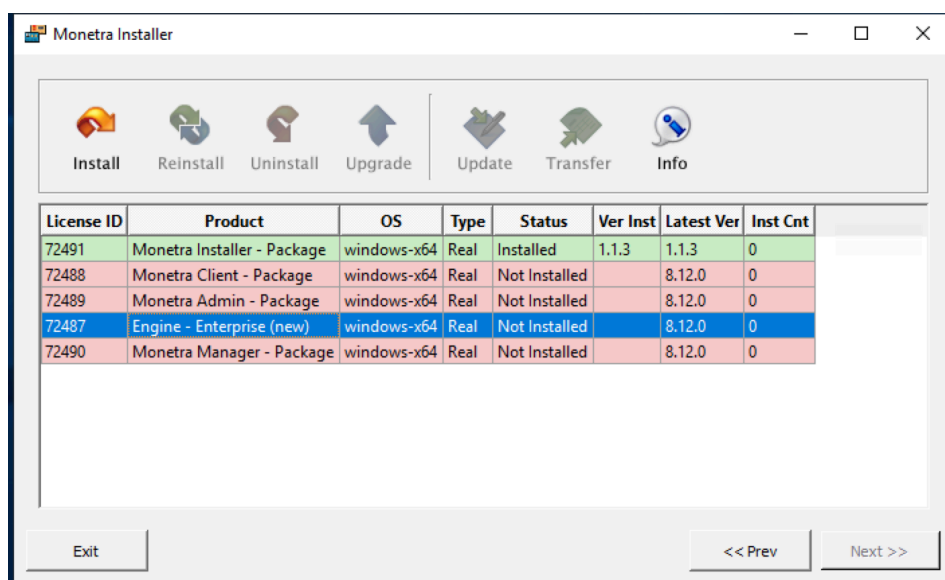 Monetra Installer
Install Reinstall Uninstall Upgrade Update Transfer Info
License ID Product OS Type Status Ver Inst Latest Ver Inst Cnt
72491 Monetra Installer - Package windows-x64 Real Installed 1.1.3 1.1.3 0
72488 Monetra Client - Package windows-x64 Real Not Installed 8.12.0 0
72489 Monetra Admin - Package windows-x64 Real Not Installed 8.12.0 0
72487 Engine - Enterprise (new) windows-x64 Real Not Installed 8.12.0 0
72490 Monetra Manager - Package windows-x64 Real Not Installed 8.12.0 0
Exit << Prev Next >>